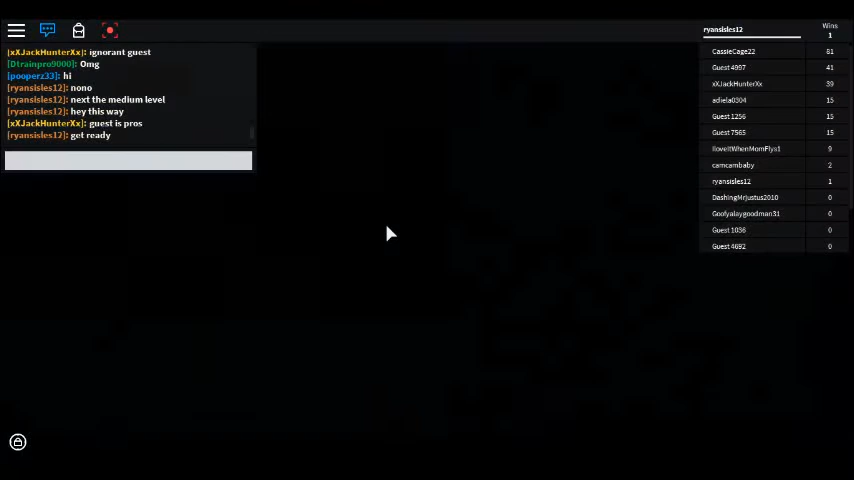 [xXJackHunterXx]: ignorant guest
[Dtrainpro9000]: Omg
[pooperz33]: hi
[ryansisles12]: nono
[ryansisles12]: next the medium level
[ryansisles12]: hey this way
[xXJackHunterXx]: guest is pros
[ryansisles12]: get ready
ryansisles12 Wins 1
CassieCage22 81
Guest 4997 41
xXJackHunterXx 39
adiela0304 15
Guest 1256 15
Guest 7565 15
IloveItWhenMomFlys1 9
camcambaby 2
ryansisles12 1
DashingMrJustus2010 0
Goofyalaygoodman31 0
Guest 1036 0
Guest 4692 0